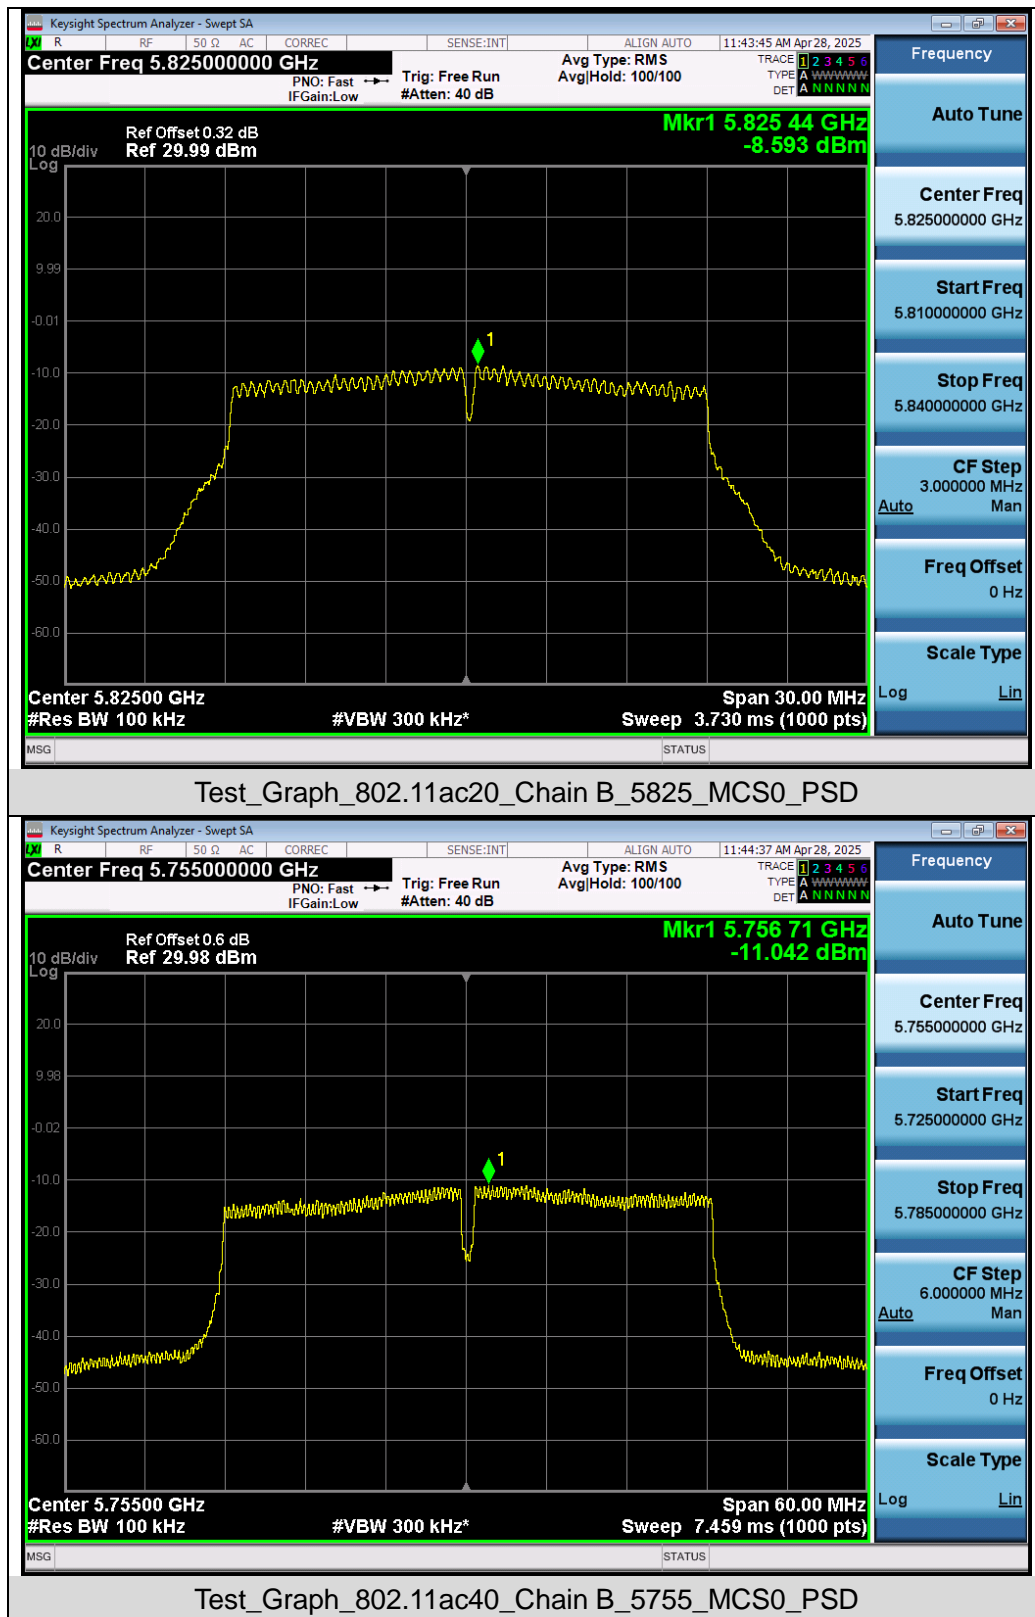 Keysight Spectrum Analyzer - Swept SA
LXI R RF 50 Ω AC CORREC SENSE:INT ALIGN AUTO 11:43:45 AM Apr 28, 2025
Center Freq 5.825000000 GHz
PNO: Fast
IFGain:Low
Trig: Free Run
#Atten: 40 dB
Avg Type: RMS
Avg|Hold: 100/100
TRACE 1 2 3 4 5 6
TYPE A WWWWW
DET A N N N N N
Frequency
Mkr1 5.825 44 GHz
-8.593 dBm
Ref Offset 0.32 dB
10 dB/div Ref 29.99 dBm
Log
20.0
9.99
-0.01
-10.0
-20.0
-30.0
-40.0
-50.0
-60.0
1
Auto Tune
Center Freq
5.825000000 GHz
Start Freq
5.810000000 GHz
Stop Freq
5.840000000 GHz
CF Step
3.000000 MHz
Auto Man
Freq Offset
0 Hz
Scale Type
Log Lin
Center 5.82500 GHz Span 30.00 MHz
#Res BW 100 kHz #VBW 300 kHz* Sweep 3.730 ms (1000 pts)
MSG STATUS
Test_Graph_802.11ac20_Chain B_5825_MCS0_PSD
Keysight Spectrum Analyzer - Swept SA
LXI R RF 50 Ω AC CORREC SENSE:INT ALIGN AUTO 11:44:37 AM Apr 28, 2025
Center Freq 5.755000000 GHz
PNO: Fast
IFGain:Low
Trig: Free Run
#Atten: 40 dB
Avg Type: RMS
Avg|Hold: 100/100
TRACE 1 2 3 4 5 6
TYPE A WWWWW
DET A N N N N N
Frequency
Mkr1 5.756 71 GHz
-11.042 dBm
Ref Offset 0.6 dB
10 dB/div Ref 29.98 dBm
Log
20.0
9.98
-0.02
-10.0
-20.0
-30.0
-40.0
-50.0
-60.0
1
Auto Tune
Center Freq
5.755000000 GHz
Start Freq
5.725000000 GHz
Stop Freq
5.785000000 GHz
CF Step
6.000000 MHz
Auto Man
Freq Offset
0 Hz
Scale Type
Log Lin
Center 5.75500 GHz Span 60.00 MHz
#Res BW 100 kHz #VBW 300 kHz* Sweep 7.459 ms (1000 pts)
MSG STATUS
Test_Graph_802.11ac40_Chain B_5755_MCS0_PSD